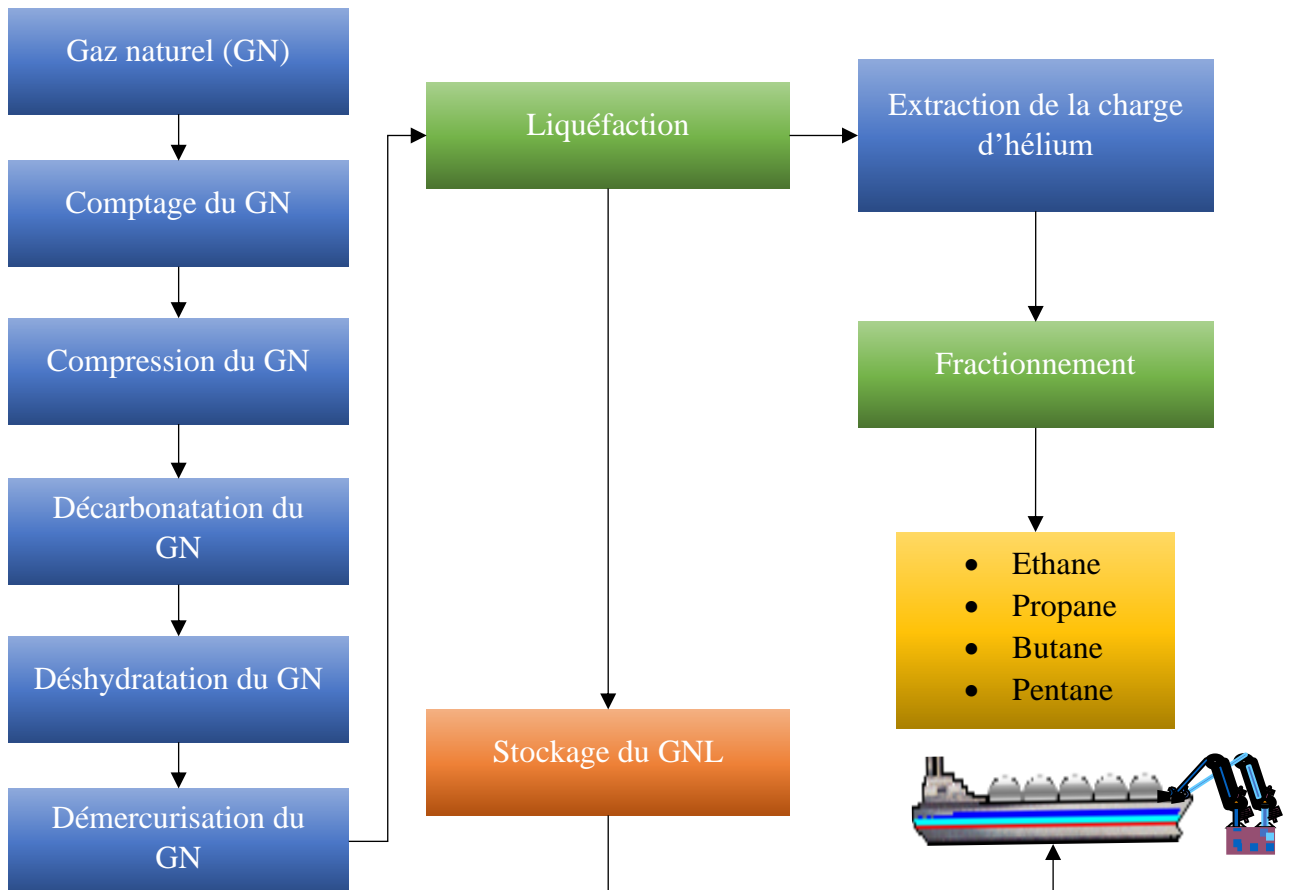 Gaz naturel (GN)
Comptage du GN
Compression du GN
Décarbonatation du
GN
Déshydratation du GN
Démercurisation du
GN
Liquéfaction
Stockage du GNL
Extraction de la charge
d’hélium
Fractionnement
• Ethane
• Propane
• Butane
• Pentane